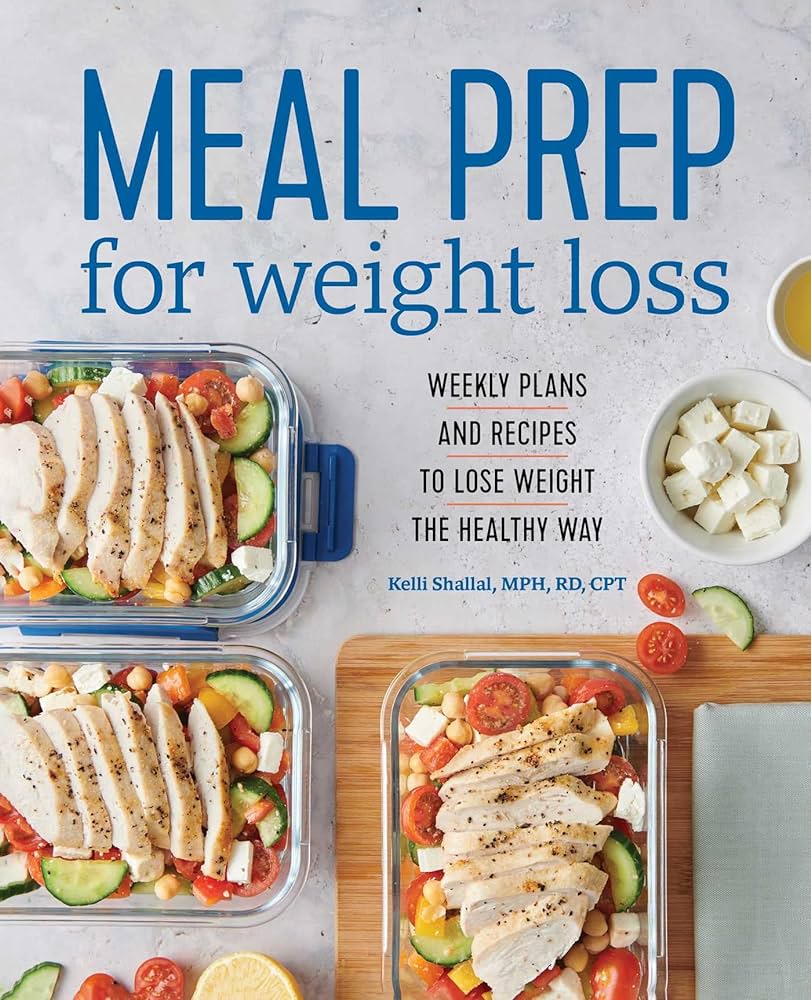 MEAL PREP
for weight loss
WEEKLY PLANS
AND RECIPES
TO LOSE WEIGHT
THE HEALTHY WAY
Kelli Shallal, MPH, RD, CPT